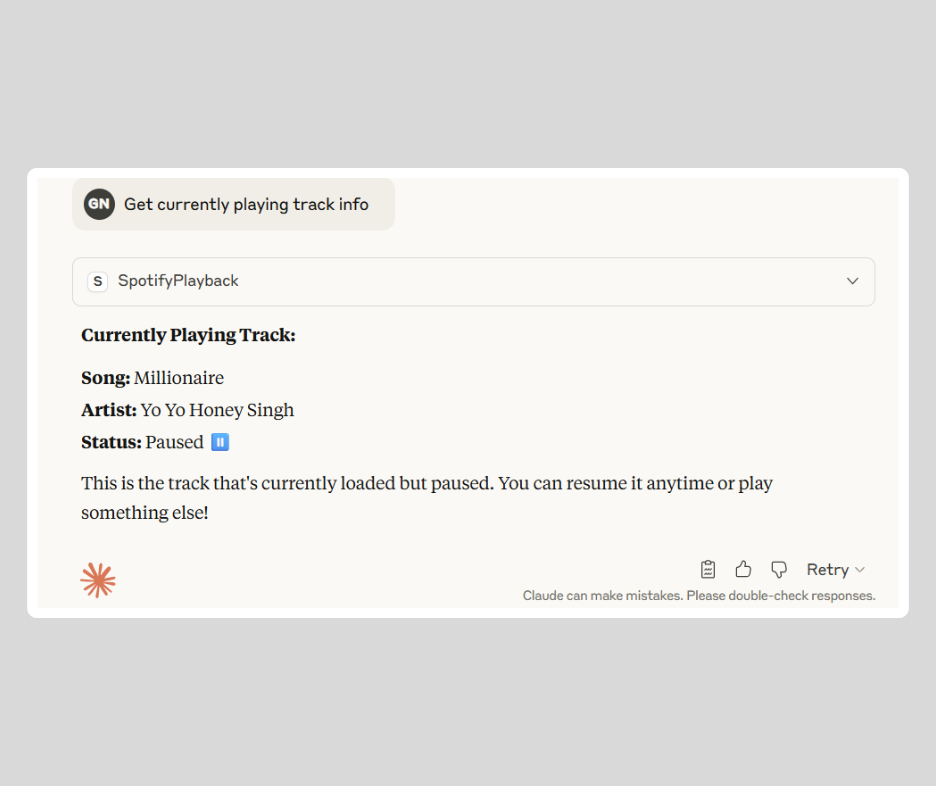 GN Get currently playing track info
S SpotifyPlayback
Currently Playing Track:
Song: Millionaire
Artist: Yo Yo Honey Singh
Status: Paused ⏸️
This is the track that's currently loaded but paused. You can resume it anytime or play
something else!
Retry
Claude can make mistakes. Please double-check responses.